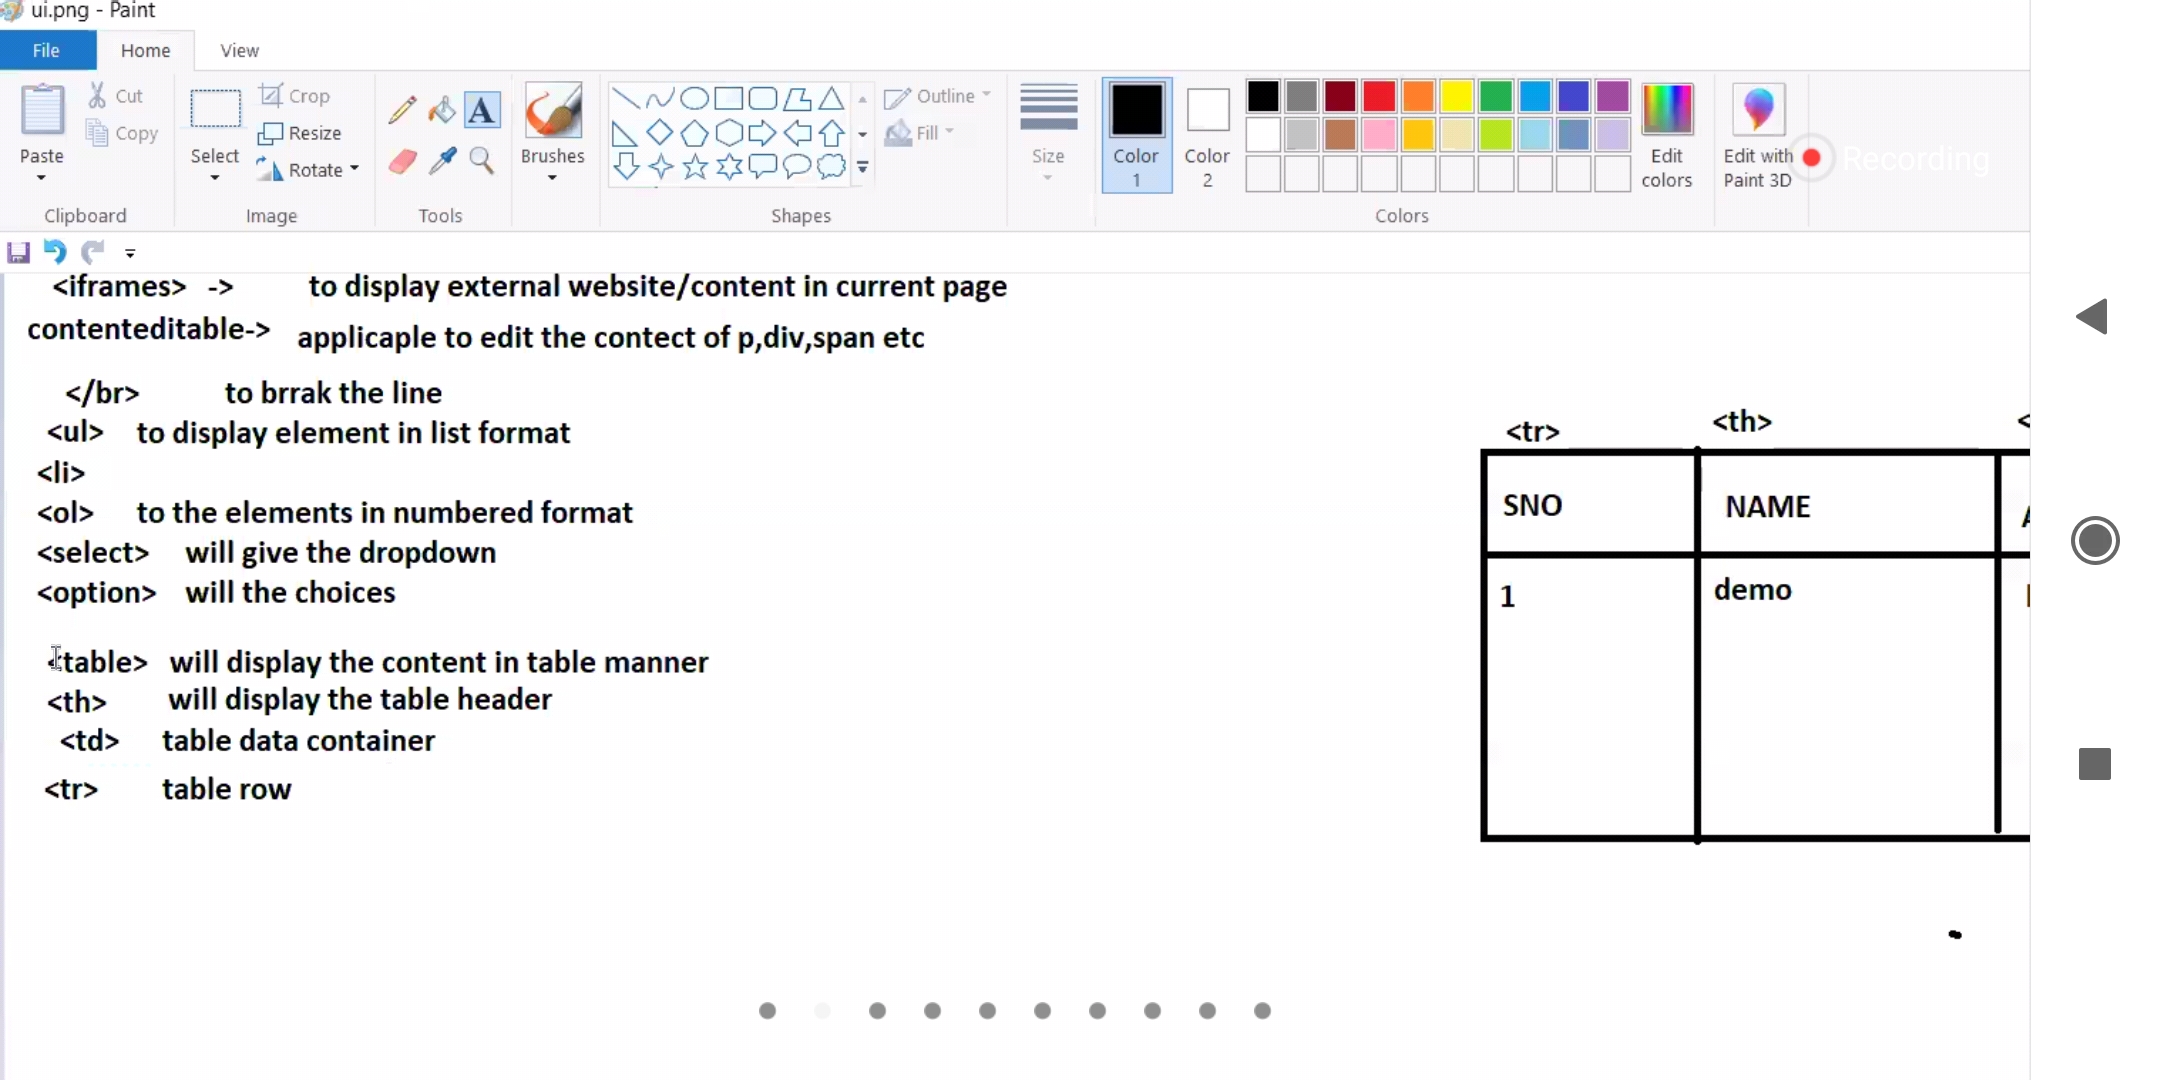 ui.png - Paint
File Home View
Paste
Cut
Copy
Clipboard
Select
Crop
Resize
Rotate
Image
A
Tools
Brushes
Shapes
Outline
Fill
Size
Color 1
Color 2
Colors
Edit colors
Edit with Paint 3D
Recording
<iframes> -> to display external website/content in current page
contenteditable-> applicaple to edit the contect of p,div,span etc
</br> to brrak the line
<ul> to display element in list format
<li>
<ol> to the elements in numbered format
<select> will give the dropdown
<option> will the choices
<table> will display the content in table manner
<th> will display the table header
<td> table data container
<tr> table row
<tr> <th> <
SNO NAME
1 demo